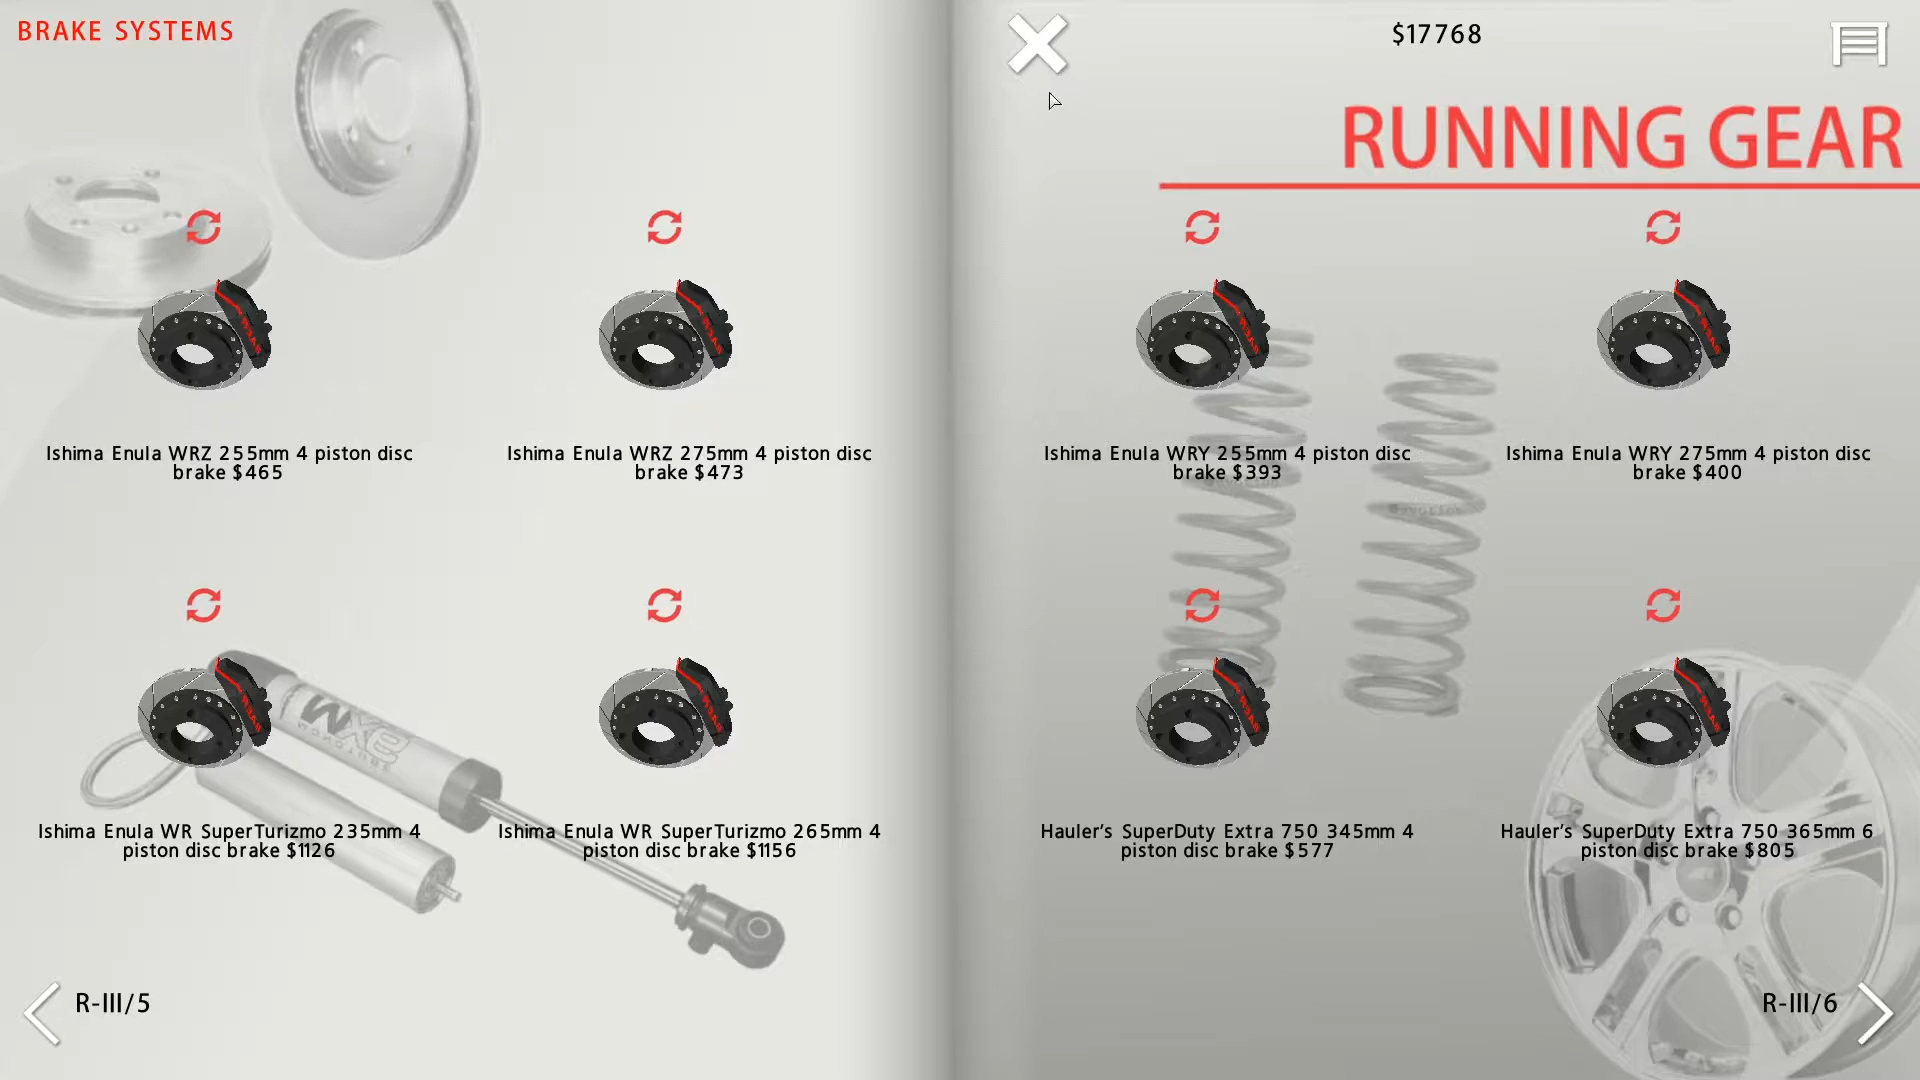 BRAKE SYSTEMS
$17768
RUNNING GEAR
Ishima Enula WRZ 255mm 4 piston disc
brake $465
Ishima Enula WRZ 275mm 4 piston disc
brake $473
Ishima Enula WRY 255mm 4 piston disc
brake $393
Ishima Enula WRY 275mm 4 piston disc
brake $400
Ishima Enula WR SuperTurizmo 235mm 4
piston disc brake $1126
Ishima Enula WR SuperTurizmo 265mm 4
piston disc brake $1156
Hauler's SuperDuty Extra 750 345mm 4
piston disc brake $577
Hauler's SuperDuty Extra 750 365mm 6
piston disc brake $805
R-III/5
R-III/6